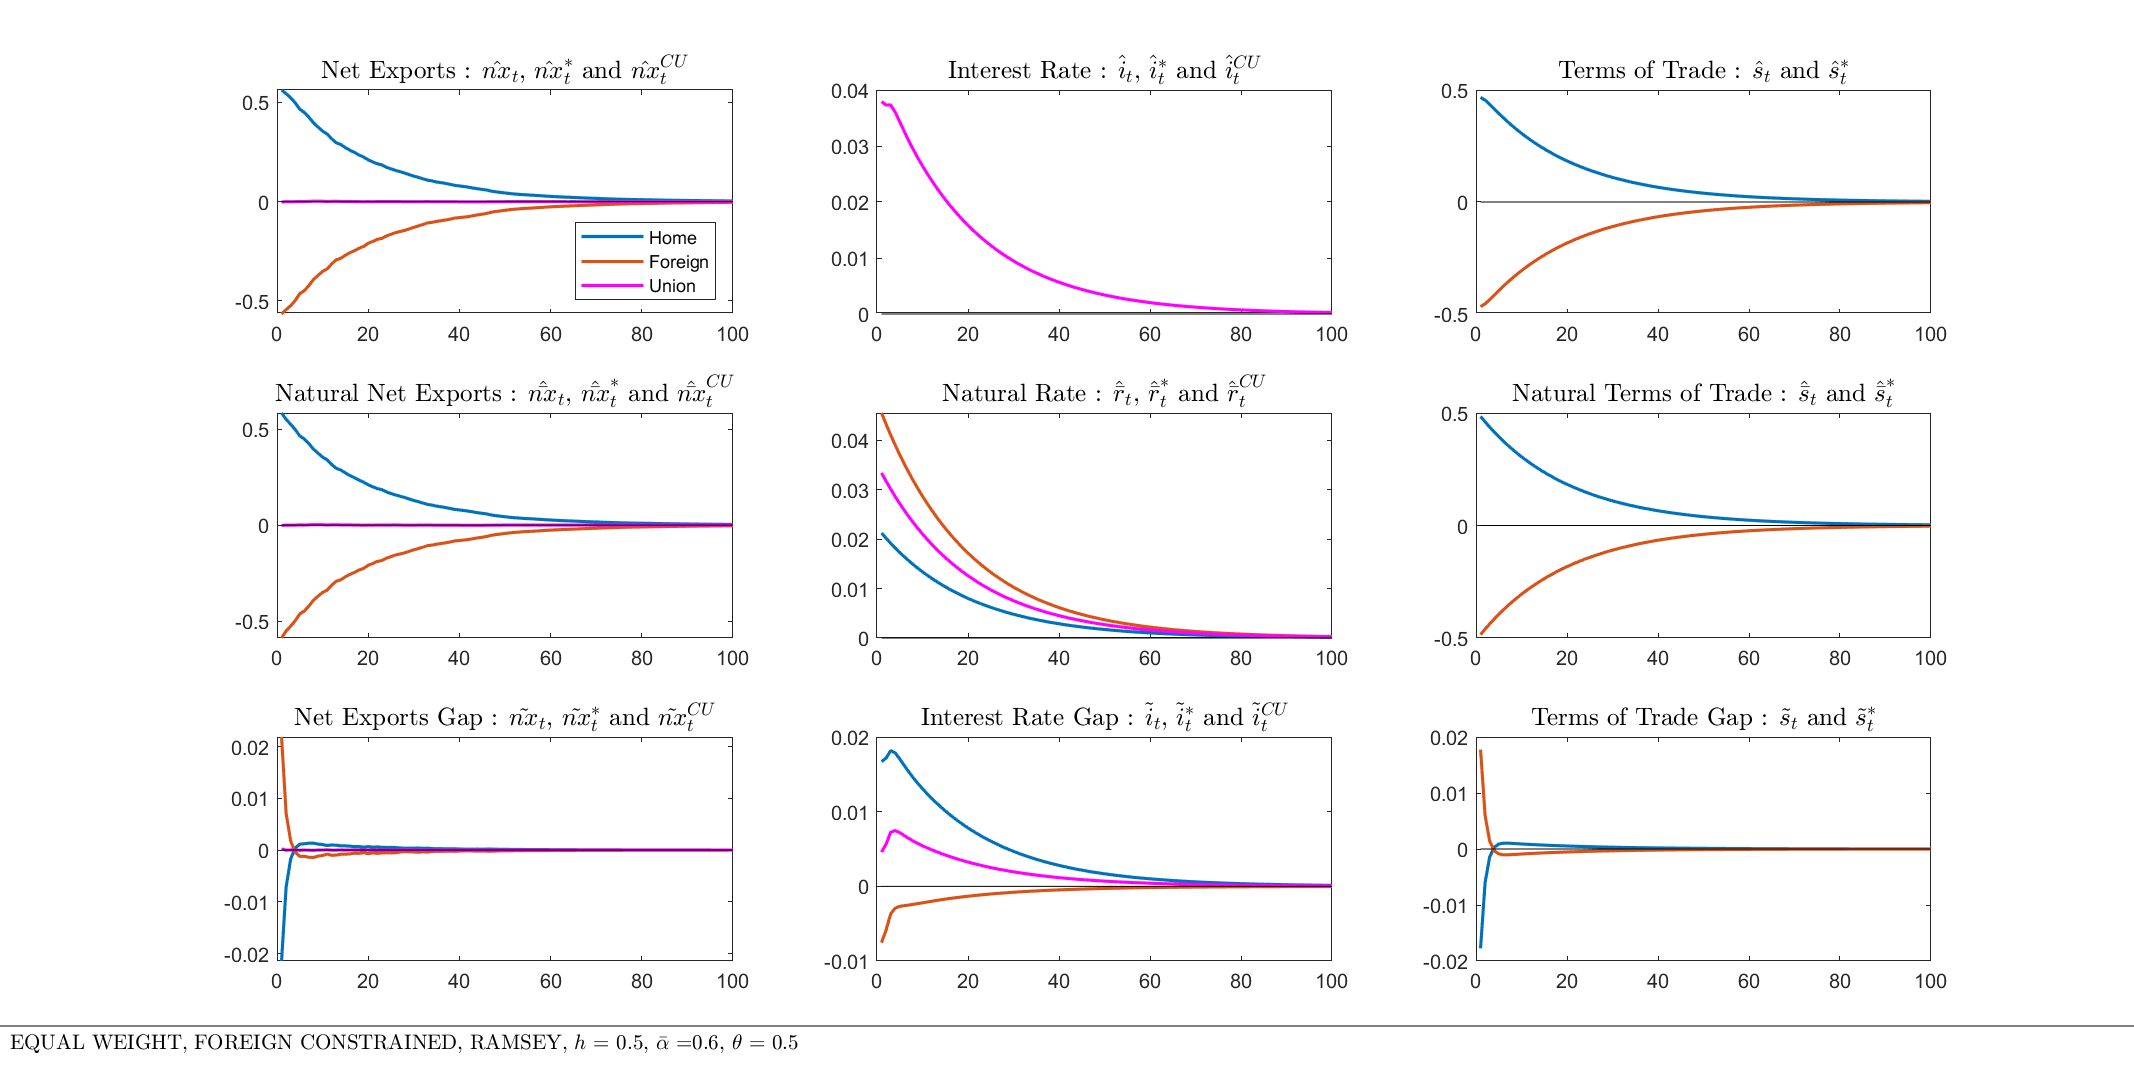 Net Exports : n̂x_t, n̂x_t^* and n̂x_t^{CU}
0.5
0
-0.5
0 20 40 60 80 100
Home
Foreign
Union
Interest Rate : î_t, î_t^* and î_t^{CU}
0.04
0.03
0.02
0.01
0
0 20 40 60 80 100
Terms of Trade : ŝ_t and ŝ_t^*
0.5
0
-0.5
0 20 40 60 80 100
Natural Net Exports : n̄̂x_t, n̄̂x_t^* and n̄̂x_t^{CU}
0.5
0
-0.5
0 20 40 60 80 100
Natural Rate : r̄̂_t, r̄̂_t^* and r̄̂_t^{CU}
0.04
0.03
0.02
0.01
0
0 20 40 60 80 100
Natural Terms of Trade : s̄̂_t and s̄̂_t^*
0.5
0
-0.5
0 20 40 60 80 100
Net Exports Gap : ñx_t, ñx_t^* and ñx_t^{CU}
0.02
0.01
0
-0.01
-0.02
0 20 40 60 80 100
Interest Rate Gap : ĩ_t, ĩ_t^* and ĩ_t^{CU}
0.02
0.01
0
-0.01
0 20 40 60 80 100
Terms of Trade Gap : s̃_t and s̃_t^*
0.02
0.01
0
-0.01
-0.02
0 20 40 60 80 100
EQUAL WEIGHT, FOREIGN CONSTRAINED, RAMSEY, h = 0.5, ᾱ =0.6, θ = 0.5